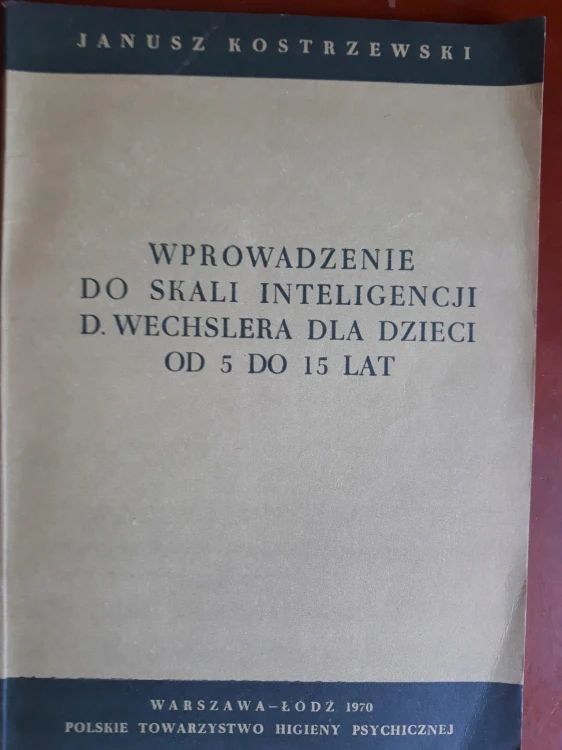 JANUSZ KOSTRZEWSKI
WPROWADZENIE
DO SKALI INTELIGENCJI
D. WECHSLERA DLA DZIECI
OD 5 DO 15 LAT
WARSZAWA–ŁÓDŹ 1970
POLSKIE TOWARZYSTWO HIGIENY PSYCHICZNEJ